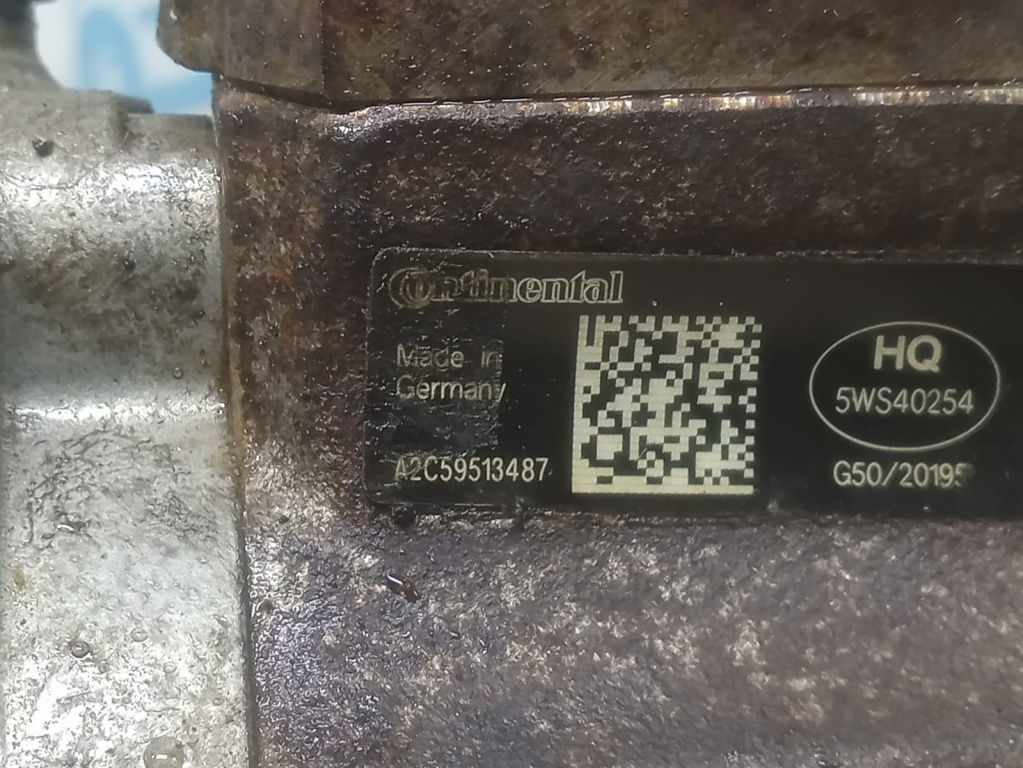 Continental
Made in
Germany
A2C59513487
HQ
5WS40254
G50/20195